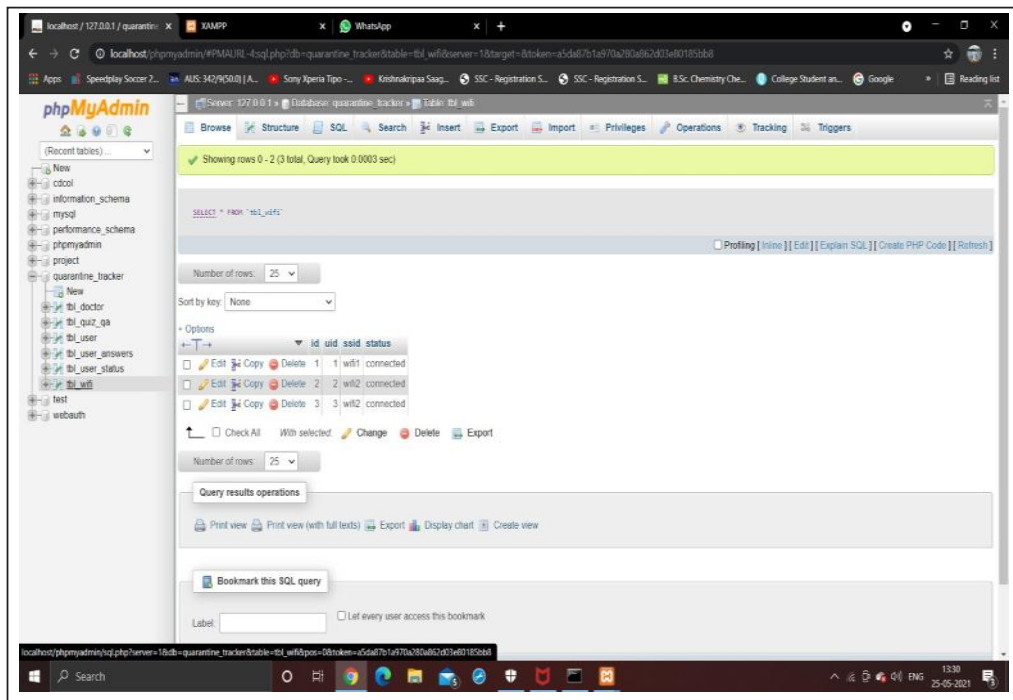 localhost / 127.0.0.1 / quarantine x XAMPP x WhatsApp x +
localhost/phpmyadmin/#PMAURL-4:sql.php?db=quarantine_tracker&table=tbl_wifi&server=1&target=&token=a5da87b1a970a280a862d03e80185bb8
Apps Speedplay Soccer 2... AUS: 342/9(50.0) | A... Sony Xperia Tipo -... Krishnakripaa Saag... SSC - Registration S... SSC - Registration S... B.Sc. Chemistry Che... College Student an... Google » Reading list
phpMyAdmin
(Recent tables) ...
New
cdcol
information_schema
mysql
performance_schema
phpmyadmin
project
quarantine_tracker
New
tbl_doctor
tbl_quiz_qa
tbl_user
tbl_user_answers
tbl_user_status
tbl_wifi
test
webauth
Server: 127.0.0.1 » Database: quarantine_tracker » Table: tbl_wifi
Browse Structure SQL Search Insert Export Import Privileges Operations Tracking Triggers
Showing rows 0 - 2 (3 total, Query took 0.0003 sec)
SELECT * FROM `tbl_wifi`
Profiling [ Inline ] [ Edit ] [ Explain SQL ] [ Create PHP Code ] [ Refresh ]
Number of rows: 25
Sort by key: None
+ Options
←T→ id uid ssid status
Edit Copy Delete 1 1 wifi1 connected
Edit Copy Delete 2 2 wifi2 connected
Edit Copy Delete 3 3 wifi2 connected
Check All With selected: Change Delete Export
Number of rows: 25
Query results operations
Print view Print view (with full texts) Export Display chart Create view
Bookmark this SQL query
Label: Let every user access this bookmark
localhost/phpmyadmin/sql.php?server=1&db=quarantine_tracker&table=tbl_wifi&pos=0&token=a5da87b1a970a280a862d03e80185bb8
Search
ENG
13:30
25-05-2021